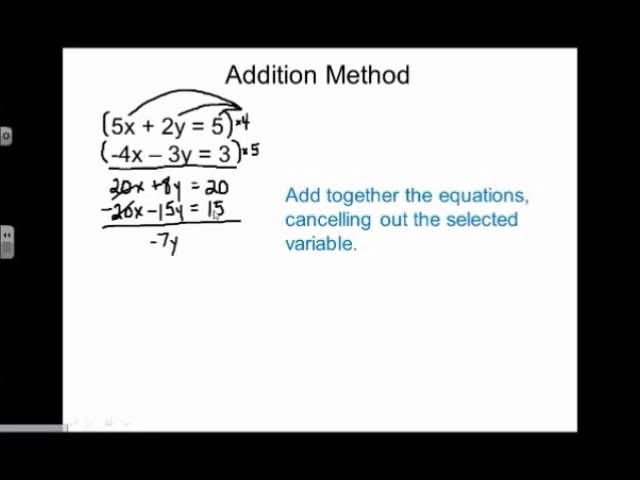 Addition Method
(5x + 2y = 5)×4
(-4x – 3y = 3)×5
20x +8y = 20
-20x -15y = 15
-7y
Add together the equations,
cancelling out the selected
variable.